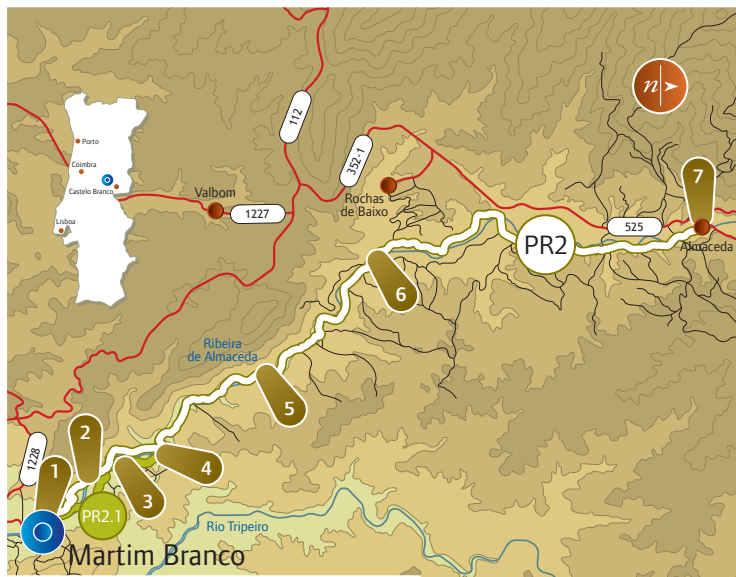 n
Porto
Coimbra
Castelo Branco
Lisboa
112
352-1
Valbom
1227
Rochas
de Baixo
7
525
Almaceda
PR2
6
Ribeira
de Almaceda
5
1228
1
2
3
4
PR2.1
Rio Tripeiro
Martim Branco